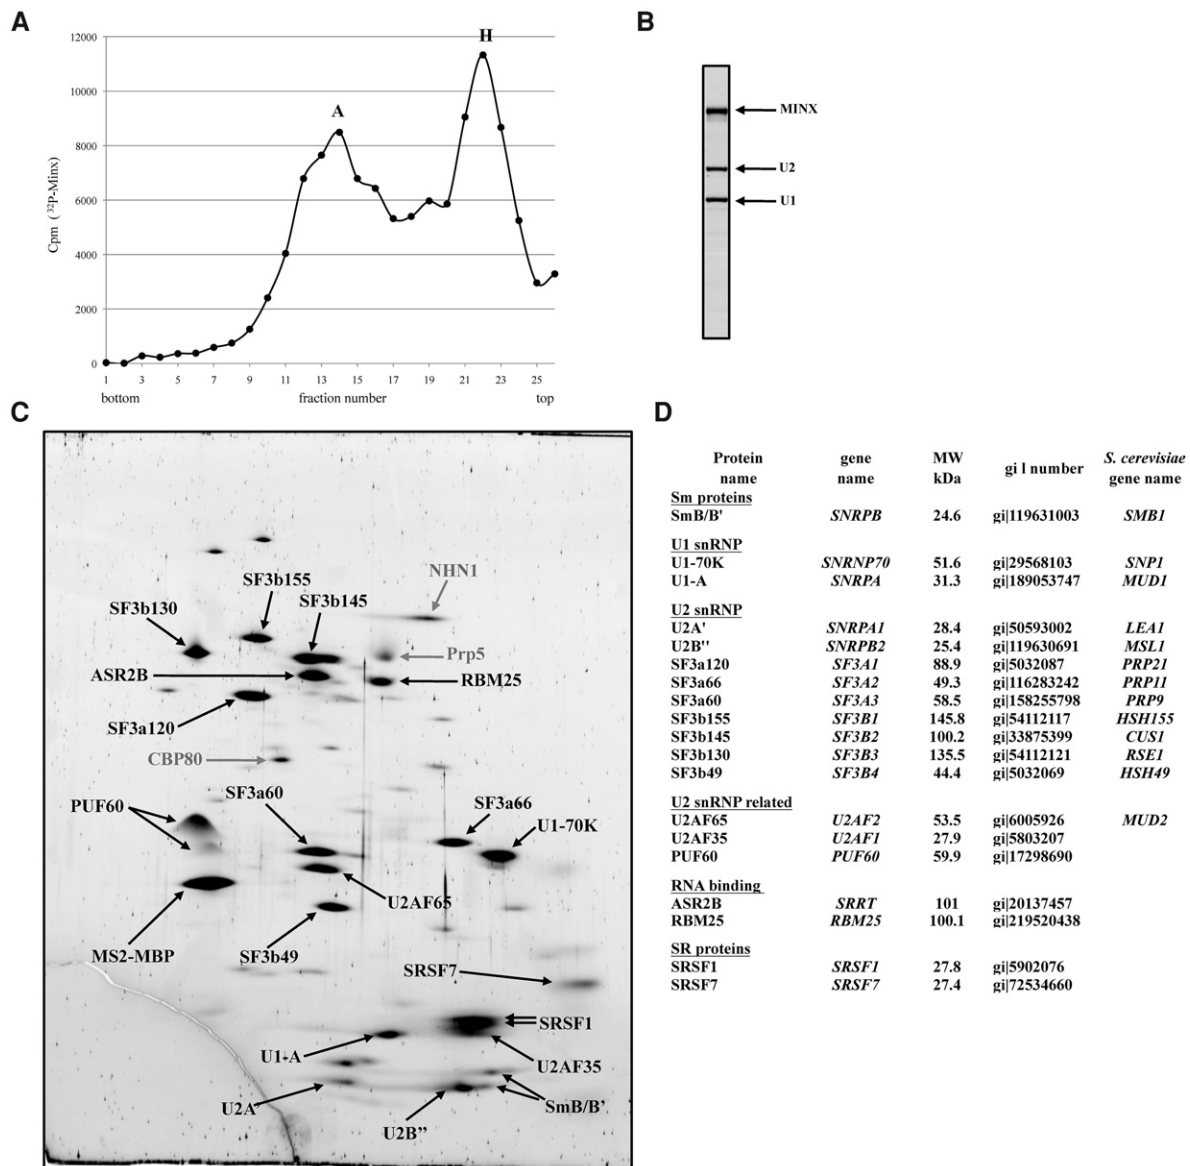 A
H
A
12000
10000
8000
6000
4000
2000
0
Cpm ( ³²P-Minx)
1 3 5 7 9 11 13 15 17 19 21 23 25
bottom fraction number top
B
MINX
U2
U1
C
NHN1
SF3b155
SF3b145
SF3b130
Prp5
ASR2B
RBM25
SF3a120
CBP80
SF3a60
SF3a66
PUF60
U1-70K
U2AF65
MS2-MBP
SF3b49
SRSF7
SRSF1
U1-A
U2AF35
U2A'
SmB/B'
U2B''
D
Protein gene MW gi l number S. cerevisiae
name name kDa gene name
Sm proteins
SmB/B' SNRPB 24.6 gi|119631003 SMB1
U1 snRNP
U1-70K SNRNP70 51.6 gi|29568103 SNP1
U1-A SNRPA 31.3 gi|189053747 MUD1
U2 snRNP
U2A' SNRPA1 28.4 gi|50593002 LEA1
U2B'' SNRPB2 25.4 gi|119630691 MSL1
SF3a120 SF3A1 88.9 gi|5032087 PRP21
SF3a66 SF3A2 49.3 gi|116283242 PRP11
SF3a60 SF3A3 58.5 gi|158255798 PRP9
SF3b155 SF3B1 145.8 gi|54112117 HSH155
SF3b145 SF3B2 100.2 gi|33875399 CUS1
SF3b130 SF3B3 135.5 gi|54112121 RSE1
SF3b49 SF3B4 44.4 gi|5032069 HSH49
U2 snRNP related
U2AF65 U2AF2 53.5 gi|6005926 MUD2
U2AF35 U2AF1 27.9 gi|5803207
PUF60 PUF60 59.9 gi|17298690
RNA binding
ASR2B SRRT 101 gi|20137457
RBM25 RBM25 100.1 gi|219520438
SR proteins
SRSF1 SRSF1 27.8 gi|5902076
SRSF7 SRSF7 27.4 gi|72534660